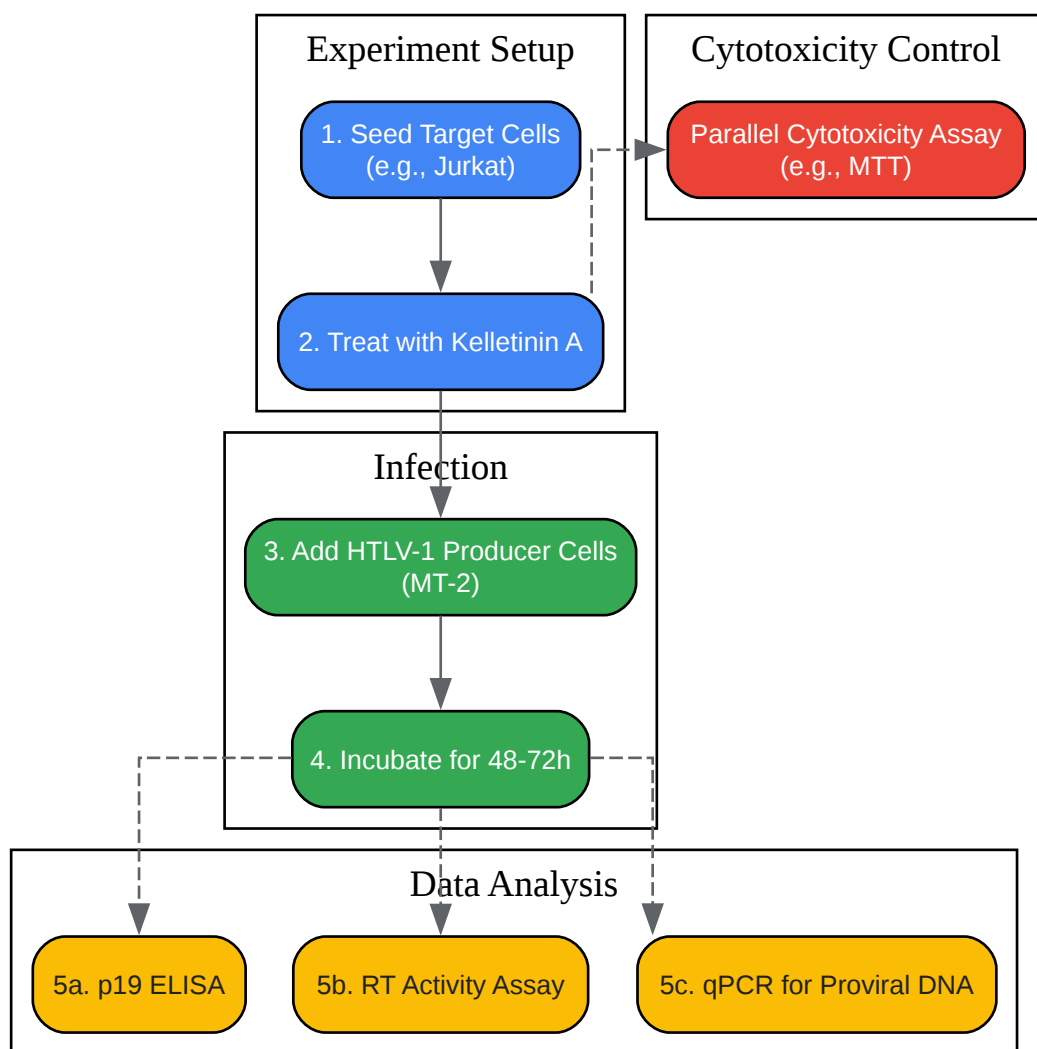 Experiment Setup
Cytotoxicity Control
1. Seed Target Cells
(e.g., Jurkat)
Parallel Cytotoxicity Assay
(e.g., MTT)
2. Treat with Kelletinin A
Infection
3. Add HTLV-1 Producer Cells
(MT-2)
4. Incubate for 48-72h
Data Analysis
5a. p19 ELISA
5b. RT Activity Assay
5c. qPCR for Proviral DNA